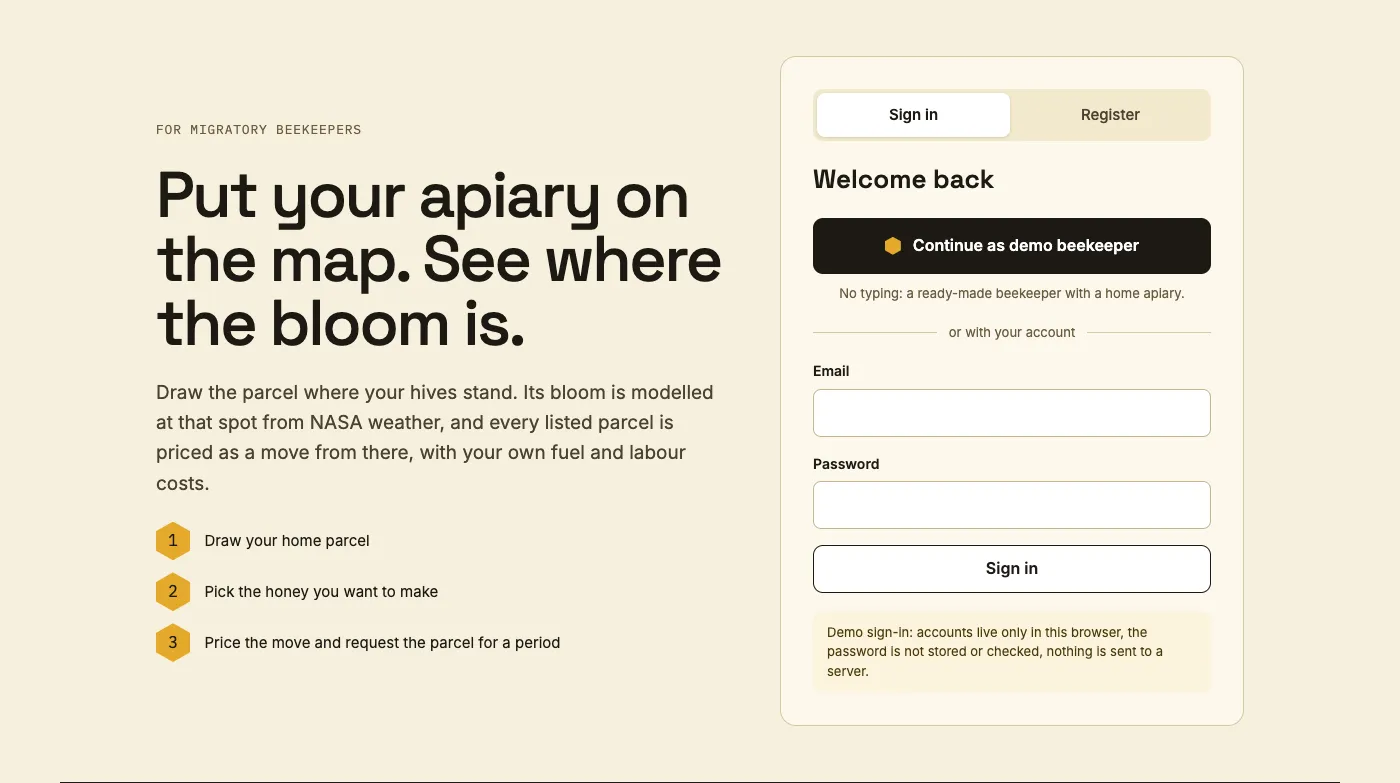 FOR MIGRATORY BEEKEEPERS
Put your apiary on
the map. See where
the bloom is.
Draw the parcel where your hives stand. Its bloom is modelled
at that spot from NASA weather, and every listed parcel is
priced as a move from there, with your own fuel and labour
costs.
1 Draw your home parcel
2 Pick the honey you want to make
3 Price the move and request the parcel for a period
Sign in Register
Welcome back
Continue as demo beekeeper
No typing: a ready-made beekeeper with a home apiary.
or with your account
Email
Password
Sign in
Demo sign-in: accounts live only in this browser, the
password is not stored or checked, nothing is sent to a
server.